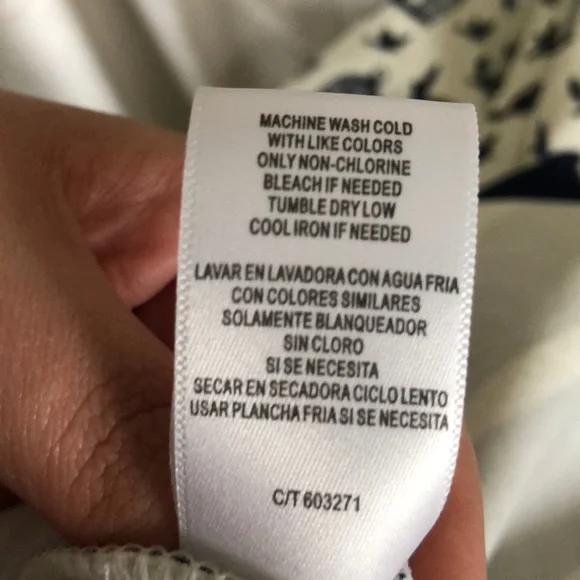 MACHINE WASH COLD
WITH LIKE COLORS
ONLY NON-CHLORINE
BLEACH IF NEEDED
TUMBLE DRY LOW
COOL IRON IF NEEDED
LAVAR EN LAVADORA CON AGUA FRIA
CON COLORES SIMILARES
SOLAMENTE BLANQUEADOR
SIN CLORO
SI SE NECESITA
SECAR EN SECADORA CICLO LENTO
USAR PLANCHA FRIA SI SE NECESITA
C/T 603271